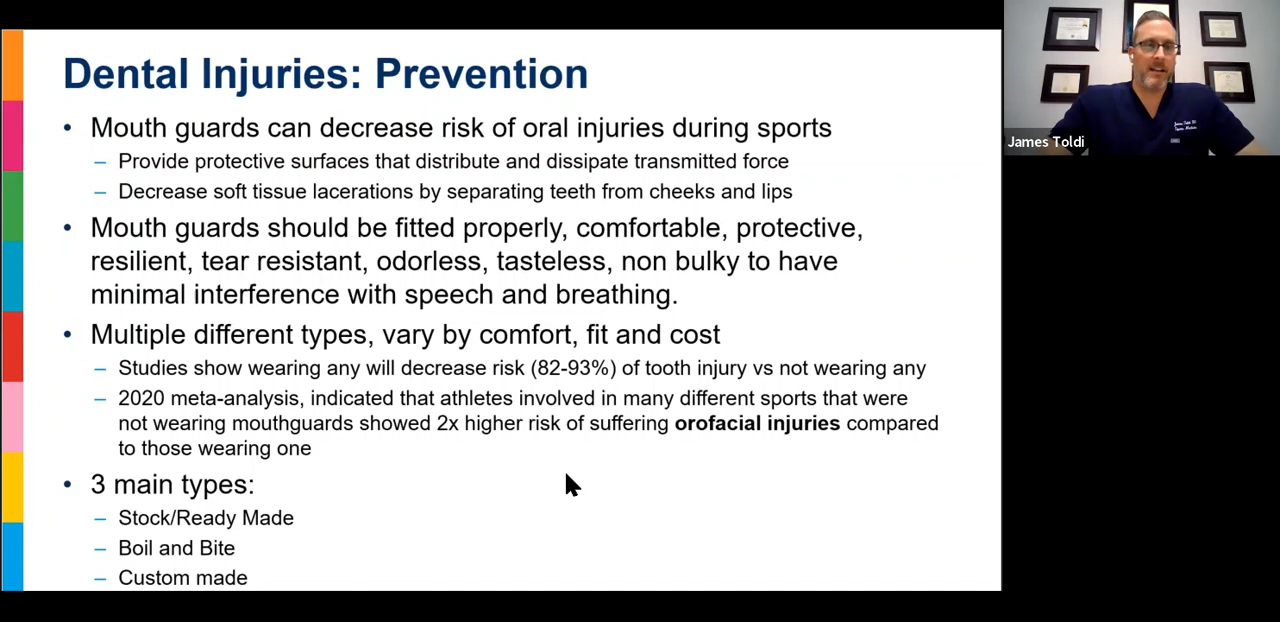 Dental Injuries: Prevention
• Mouth guards can decrease risk of oral injuries during sports
– Provide protective surfaces that distribute and dissipate transmitted force
– Decrease soft tissue lacerations by separating teeth from cheeks and lips
• Mouth guards should be fitted properly, comfortable, protective,
resilient, tear resistant, odorless, tasteless, non bulky to have
minimal interference with speech and breathing.
• Multiple different types, vary by comfort, fit and cost
– Studies show wearing any will decrease risk (82-93%) of tooth injury vs not wearing any
– 2020 meta-analysis, indicated that athletes involved in many different sports that were
not wearing mouthguards showed 2x higher risk of suffering orofacial injuries compared
to those wearing one
• 3 main types:
– Stock/Ready Made
– Boil and Bite
– Custom made
James Toldi